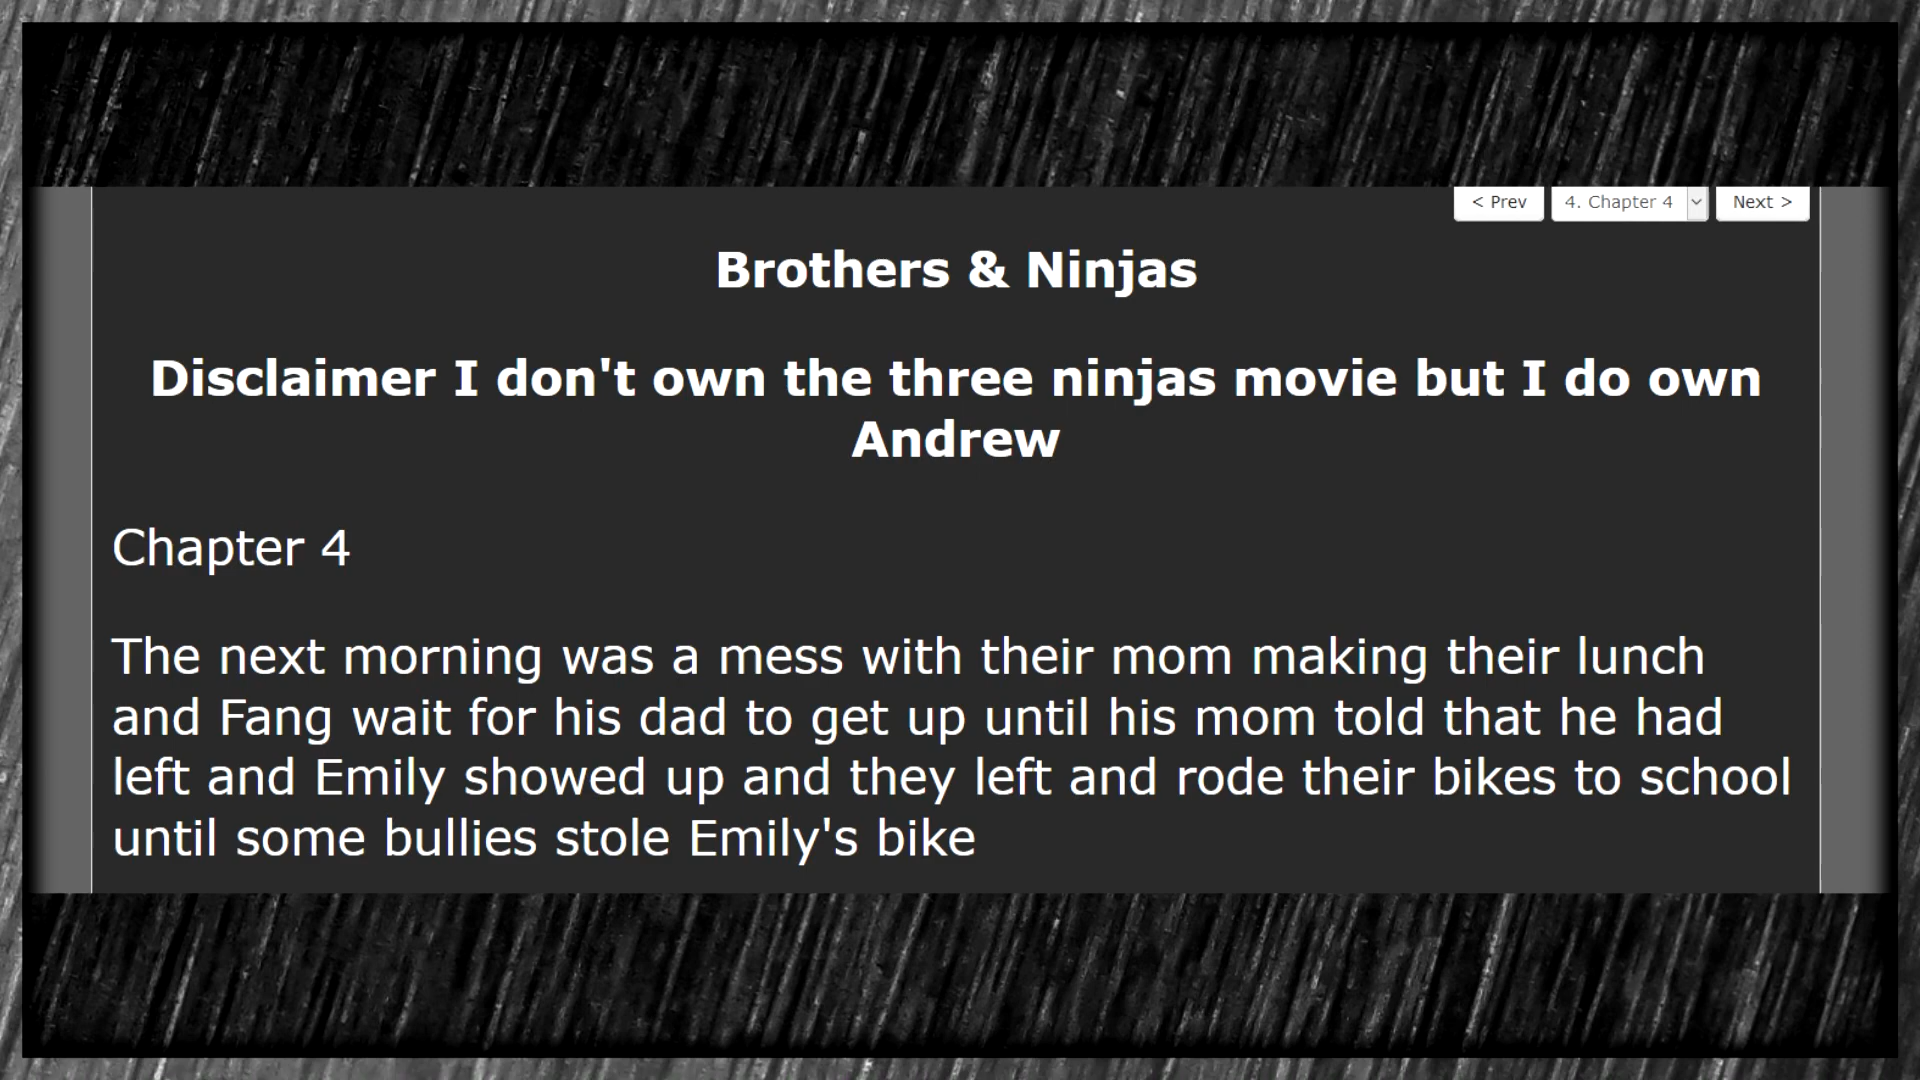 < Prev 4. Chapter 4 Next >
Brothers & Ninjas
Disclaimer I don't own the three ninjas movie but I do own
Andrew
Chapter 4
The next morning was a mess with their mom making their lunch
and Fang wait for his dad to get up until his mom told that he had
left and Emily showed up and they left and rode their bikes to school
until some bullies stole Emily's bike